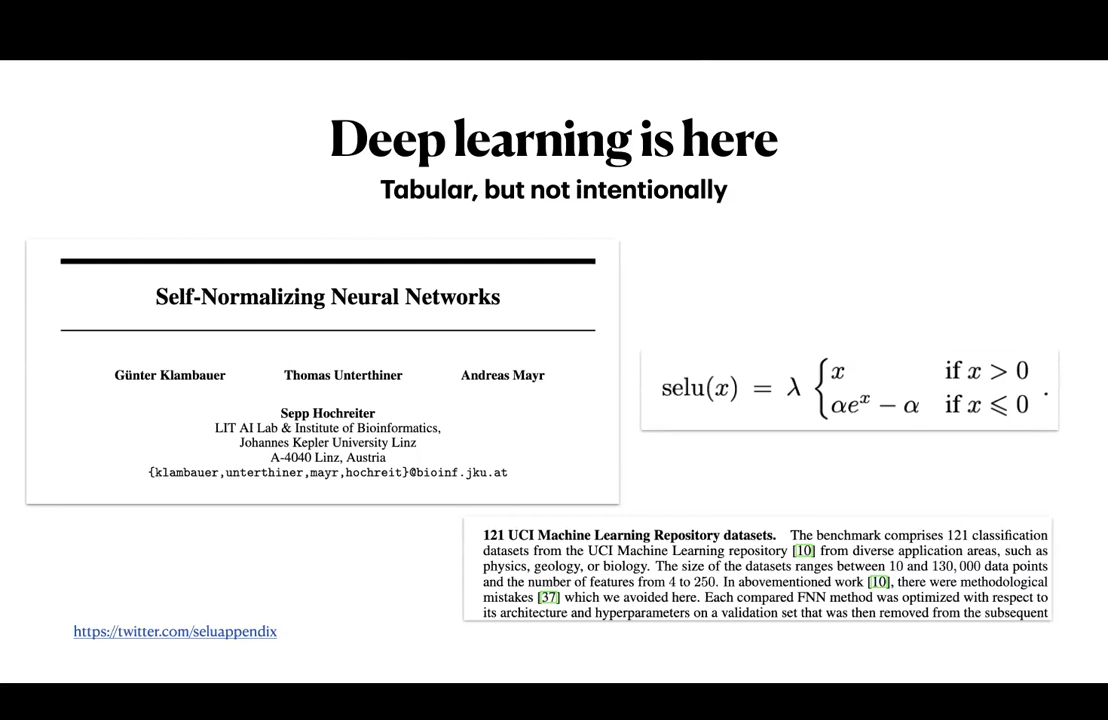 Deep learning is here
Tabular, but not intentionally
Self-Normalizing Neural Networks
Günter Klambauer Thomas Unterthiner Andreas Mayr
Sepp Hochreiter
LIT AI Lab & Institute of Bioinformatics,
Johannes Kepler University Linz
A-4040 Linz, Austria
{klambauer,unterthiner,mayr,hochreit}@bioinf.jku.at
selu(x) = λ { x if x > 0
αeˣ − α if x ⩽ 0 .
121 UCI Machine Learning Repository datasets. The benchmark comprises 121 classification
datasets from the UCI Machine Learning repository [10] from diverse application areas, such as
physics, geology, or biology. The size of the datasets ranges between 10 and 130,000 data points
and the number of features from 4 to 250. In abovementioned work [10], there were methodological
mistakes [37] which we avoided here. Each compared FNN method was optimized with respect to
its architecture and hyperparameters on a validation set that was then removed from the subsequent
https://twitter.com/seluappendix